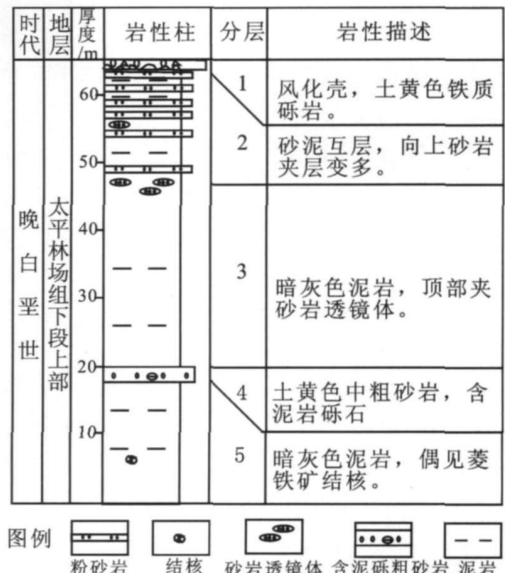 时代
地层
厚度/m
岩性柱
分层
岩性描述
晚白垩世
太平林场组下段上部
60
50
40
30
20
10
1
风化壳，土黄色铁质
砾岩。
2
砂泥互层，向上砂岩
夹层变多。
3
暗灰色泥岩，顶部夹
砂岩透镜体。
4
土黄色中粗砂岩，含
泥岩砾石
5
暗灰色泥岩，偶见菱
铁矿结核。
图例
粉砂岩
结核
砂岩透镜体
含泥砾粗砂岩
泥岩